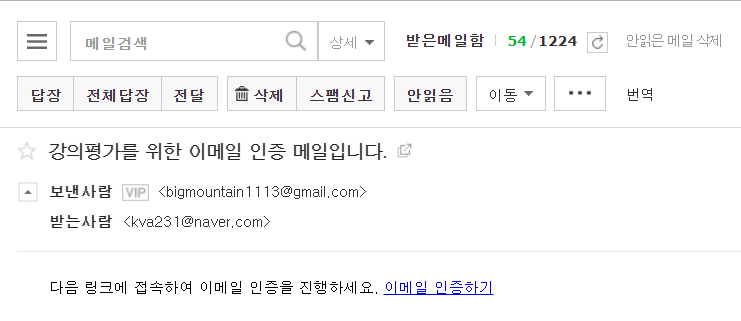 메일검색 상세 받은메일함 54 / 1224 안읽은 메일 삭제
답장 전체답장 전달 삭제 스팸신고 안읽음 이동 ••• 번역
강의평가를 위한 이메일 인증 메일입니다.
보낸사람 VIP <bigmountain1113@gmail.com>
받는사람 <kva231@naver.com>
다음 링크에 접속하여 이메일 인증을 진행하세요. 이메일 인증하기